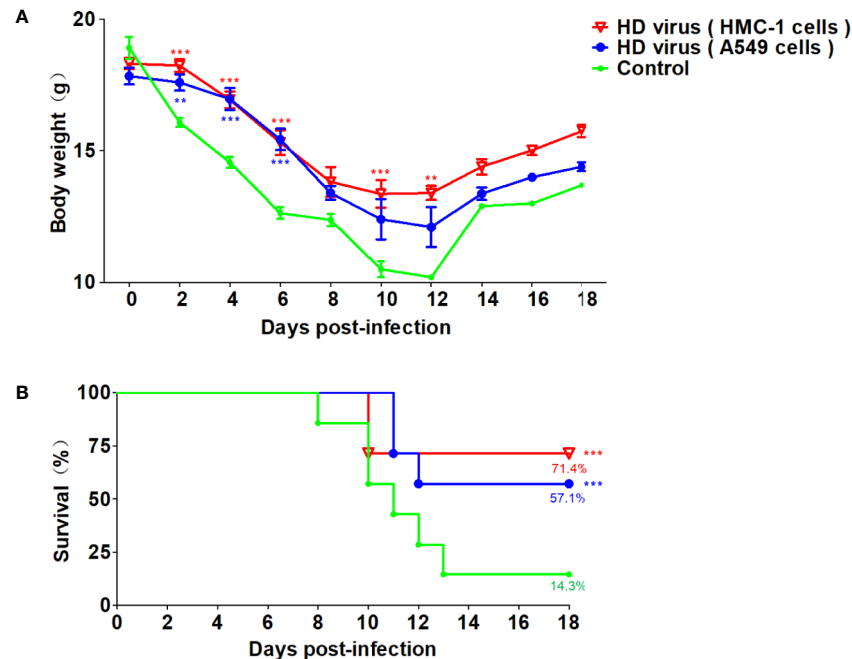 A
HD virus ( HMC-1 cells )
HD virus ( A549 cells )
Control
Body weight（g）
20
15
10
***
***
***
***
**
**
***
***
0 2 4 6 8 10 12 14 16 18
Days post-infection
B
Survival（%）
100
75
50
25
0
***
71.4%
***
57.1%
14.3%
0 2 4 6 8 10 12 14 16 18
Days post-infection